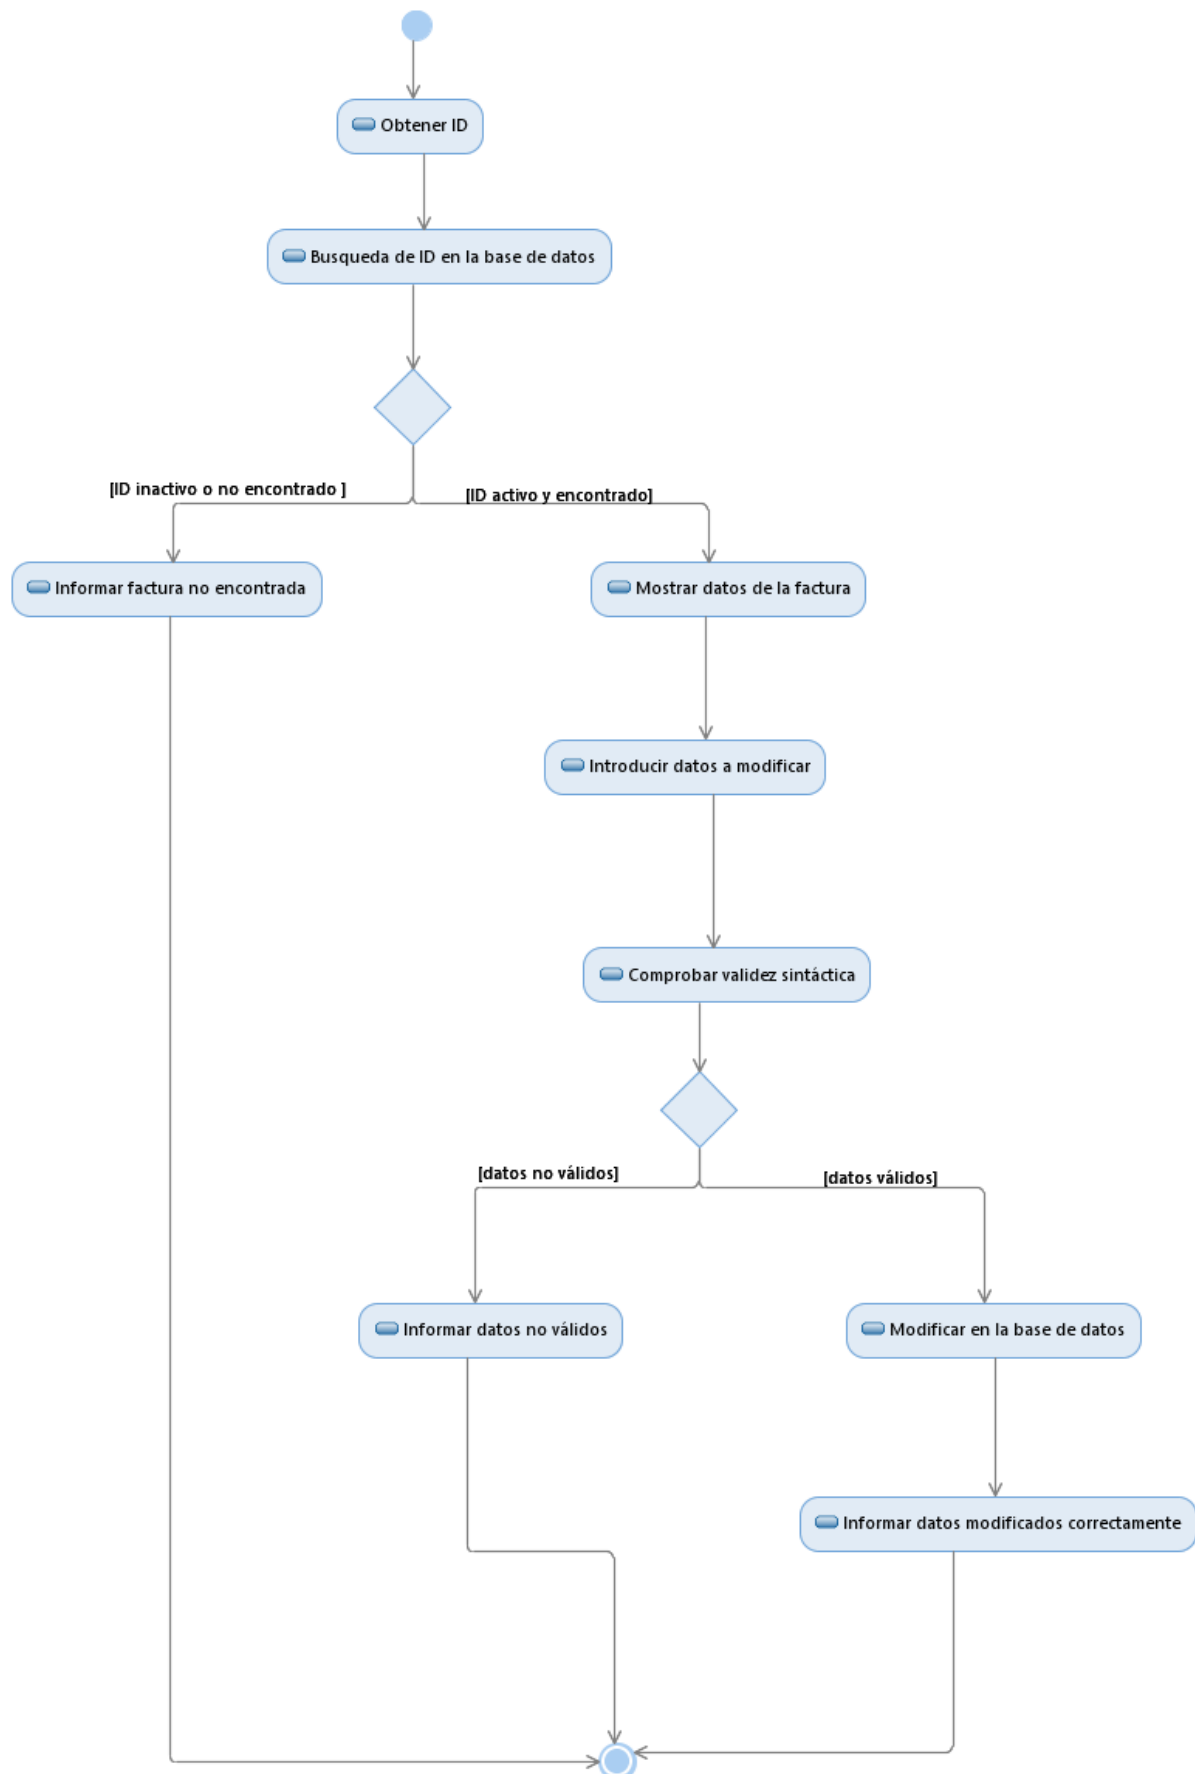 Obtener ID
Busqueda de ID en la base de datos
[ID inactivo o no encontrado ]
[ID activo y encontrado]
Informar factura no encontrada
Mostrar datos de la factura
Introducir datos a modificar
Comprobar validez sintáctica
[datos no válidos]
[datos válidos]
Informar datos no válidos
Modificar en la base de datos
Informar datos modificados correctamente